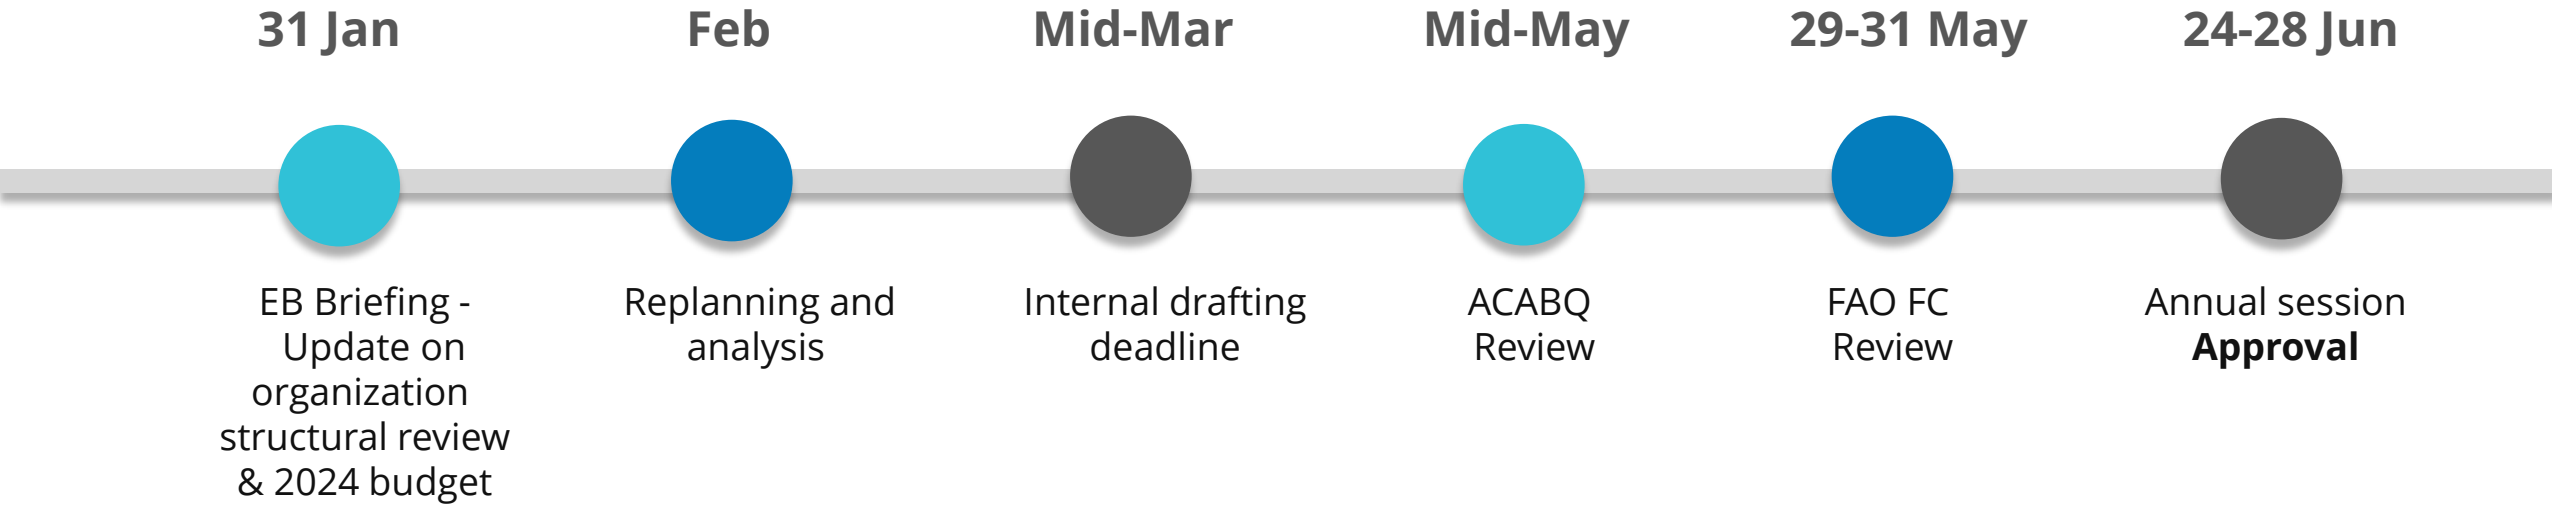 31 Jan
Feb
Mid-Mar
Mid-May
29-31 May
24-28 Jun
EB Briefing -
Update on
organization
structural review
& 2024 budget
Replanning and
analysis
Internal drafting
deadline
ACABQ
Review
FAO FC
Review
Annual session
Approval